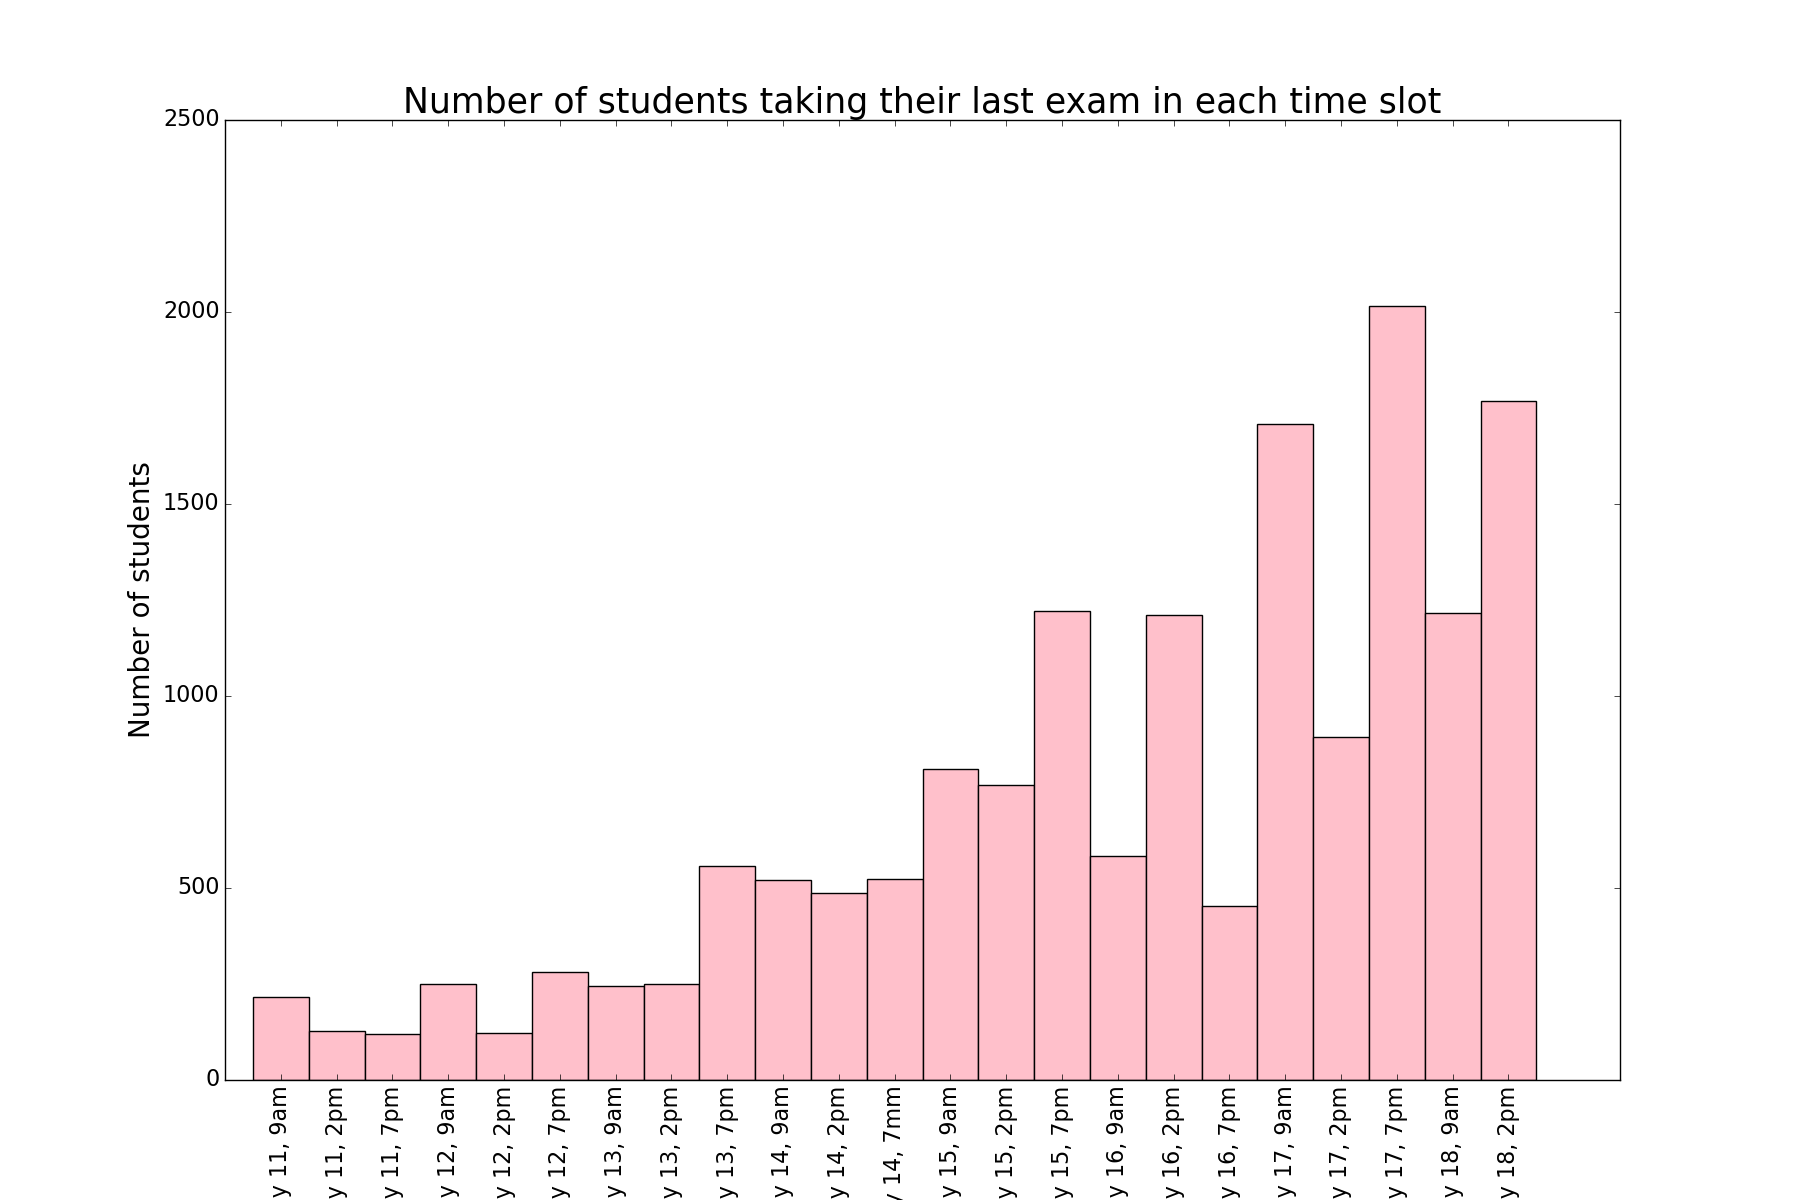 Number of students taking their last exam in each time slot
Number of students
2500
2000
1500
1000
500
0
y 11, 9am
y 11, 2pm
y 11, 7pm
y 12, 9am
y 12, 2pm
y 12, 7pm
y 13, 9am
y 13, 2pm
y 13, 7pm
y 14, 9am
y 14, 2pm
y 14, 7mm
y 15, 9am
y 15, 2pm
y 15, 7pm
y 16, 9am
y 16, 2pm
y 16, 7pm
y 17, 9am
y 17, 2pm
y 17, 7pm
y 18, 9am
y 18, 2pm